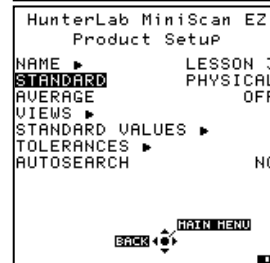 HunterLab MiniScan EZ
Product Setup
NAME ▶ LESSON
STANDARD PHYSICAL
AVERAGE OFF
VIEWS ▶
STANDARD VALUES ▶
TOLERANCES ▶
AUTOSEARCH NO
MAIN MENU
BACK